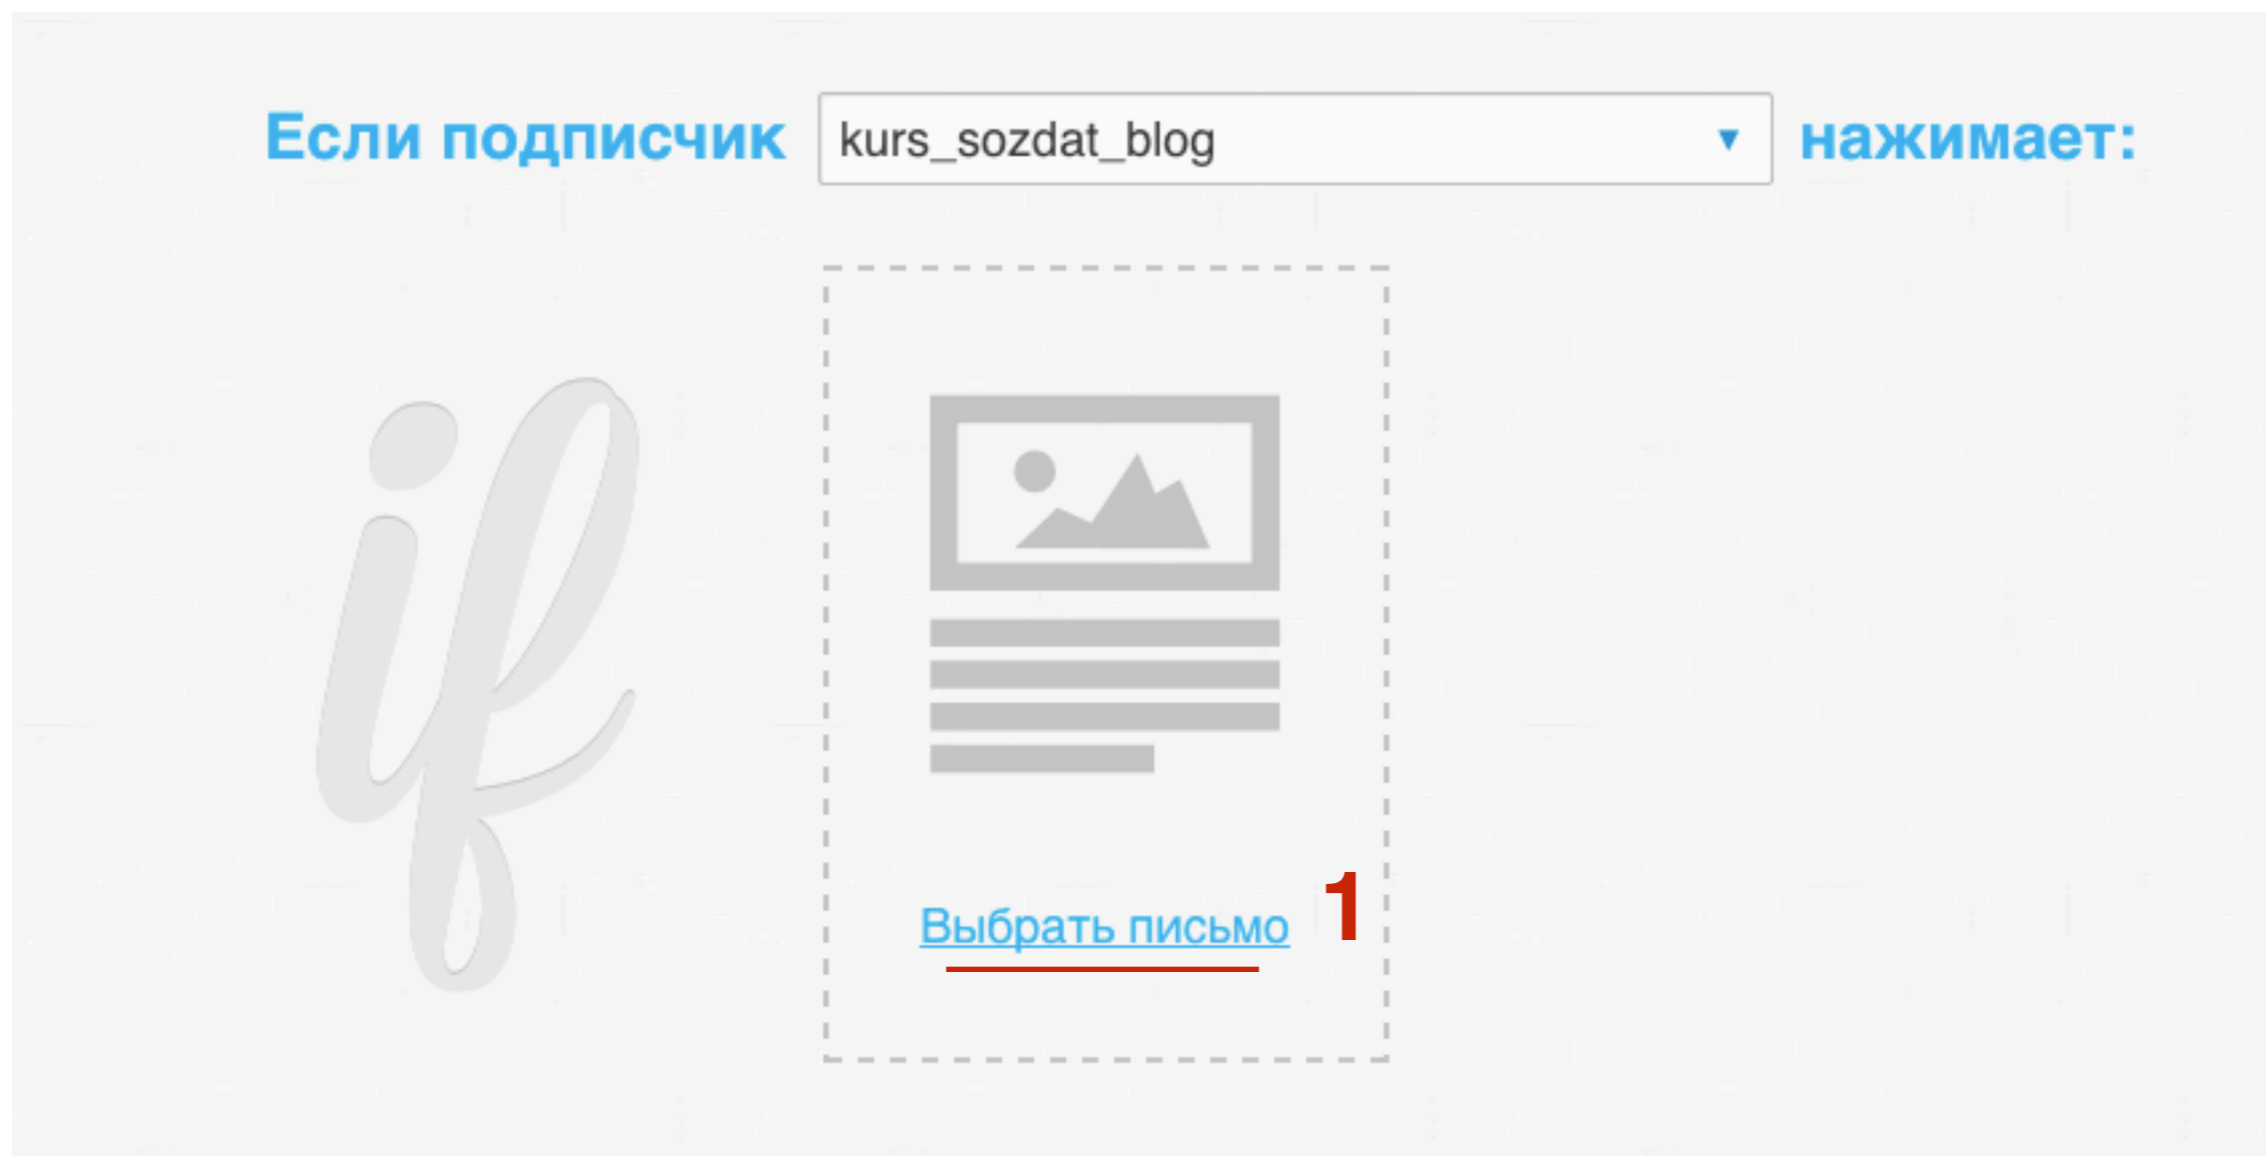 Если подписчик kurs_sozdat_blog нажимает:
if
Выбрать письмо 1